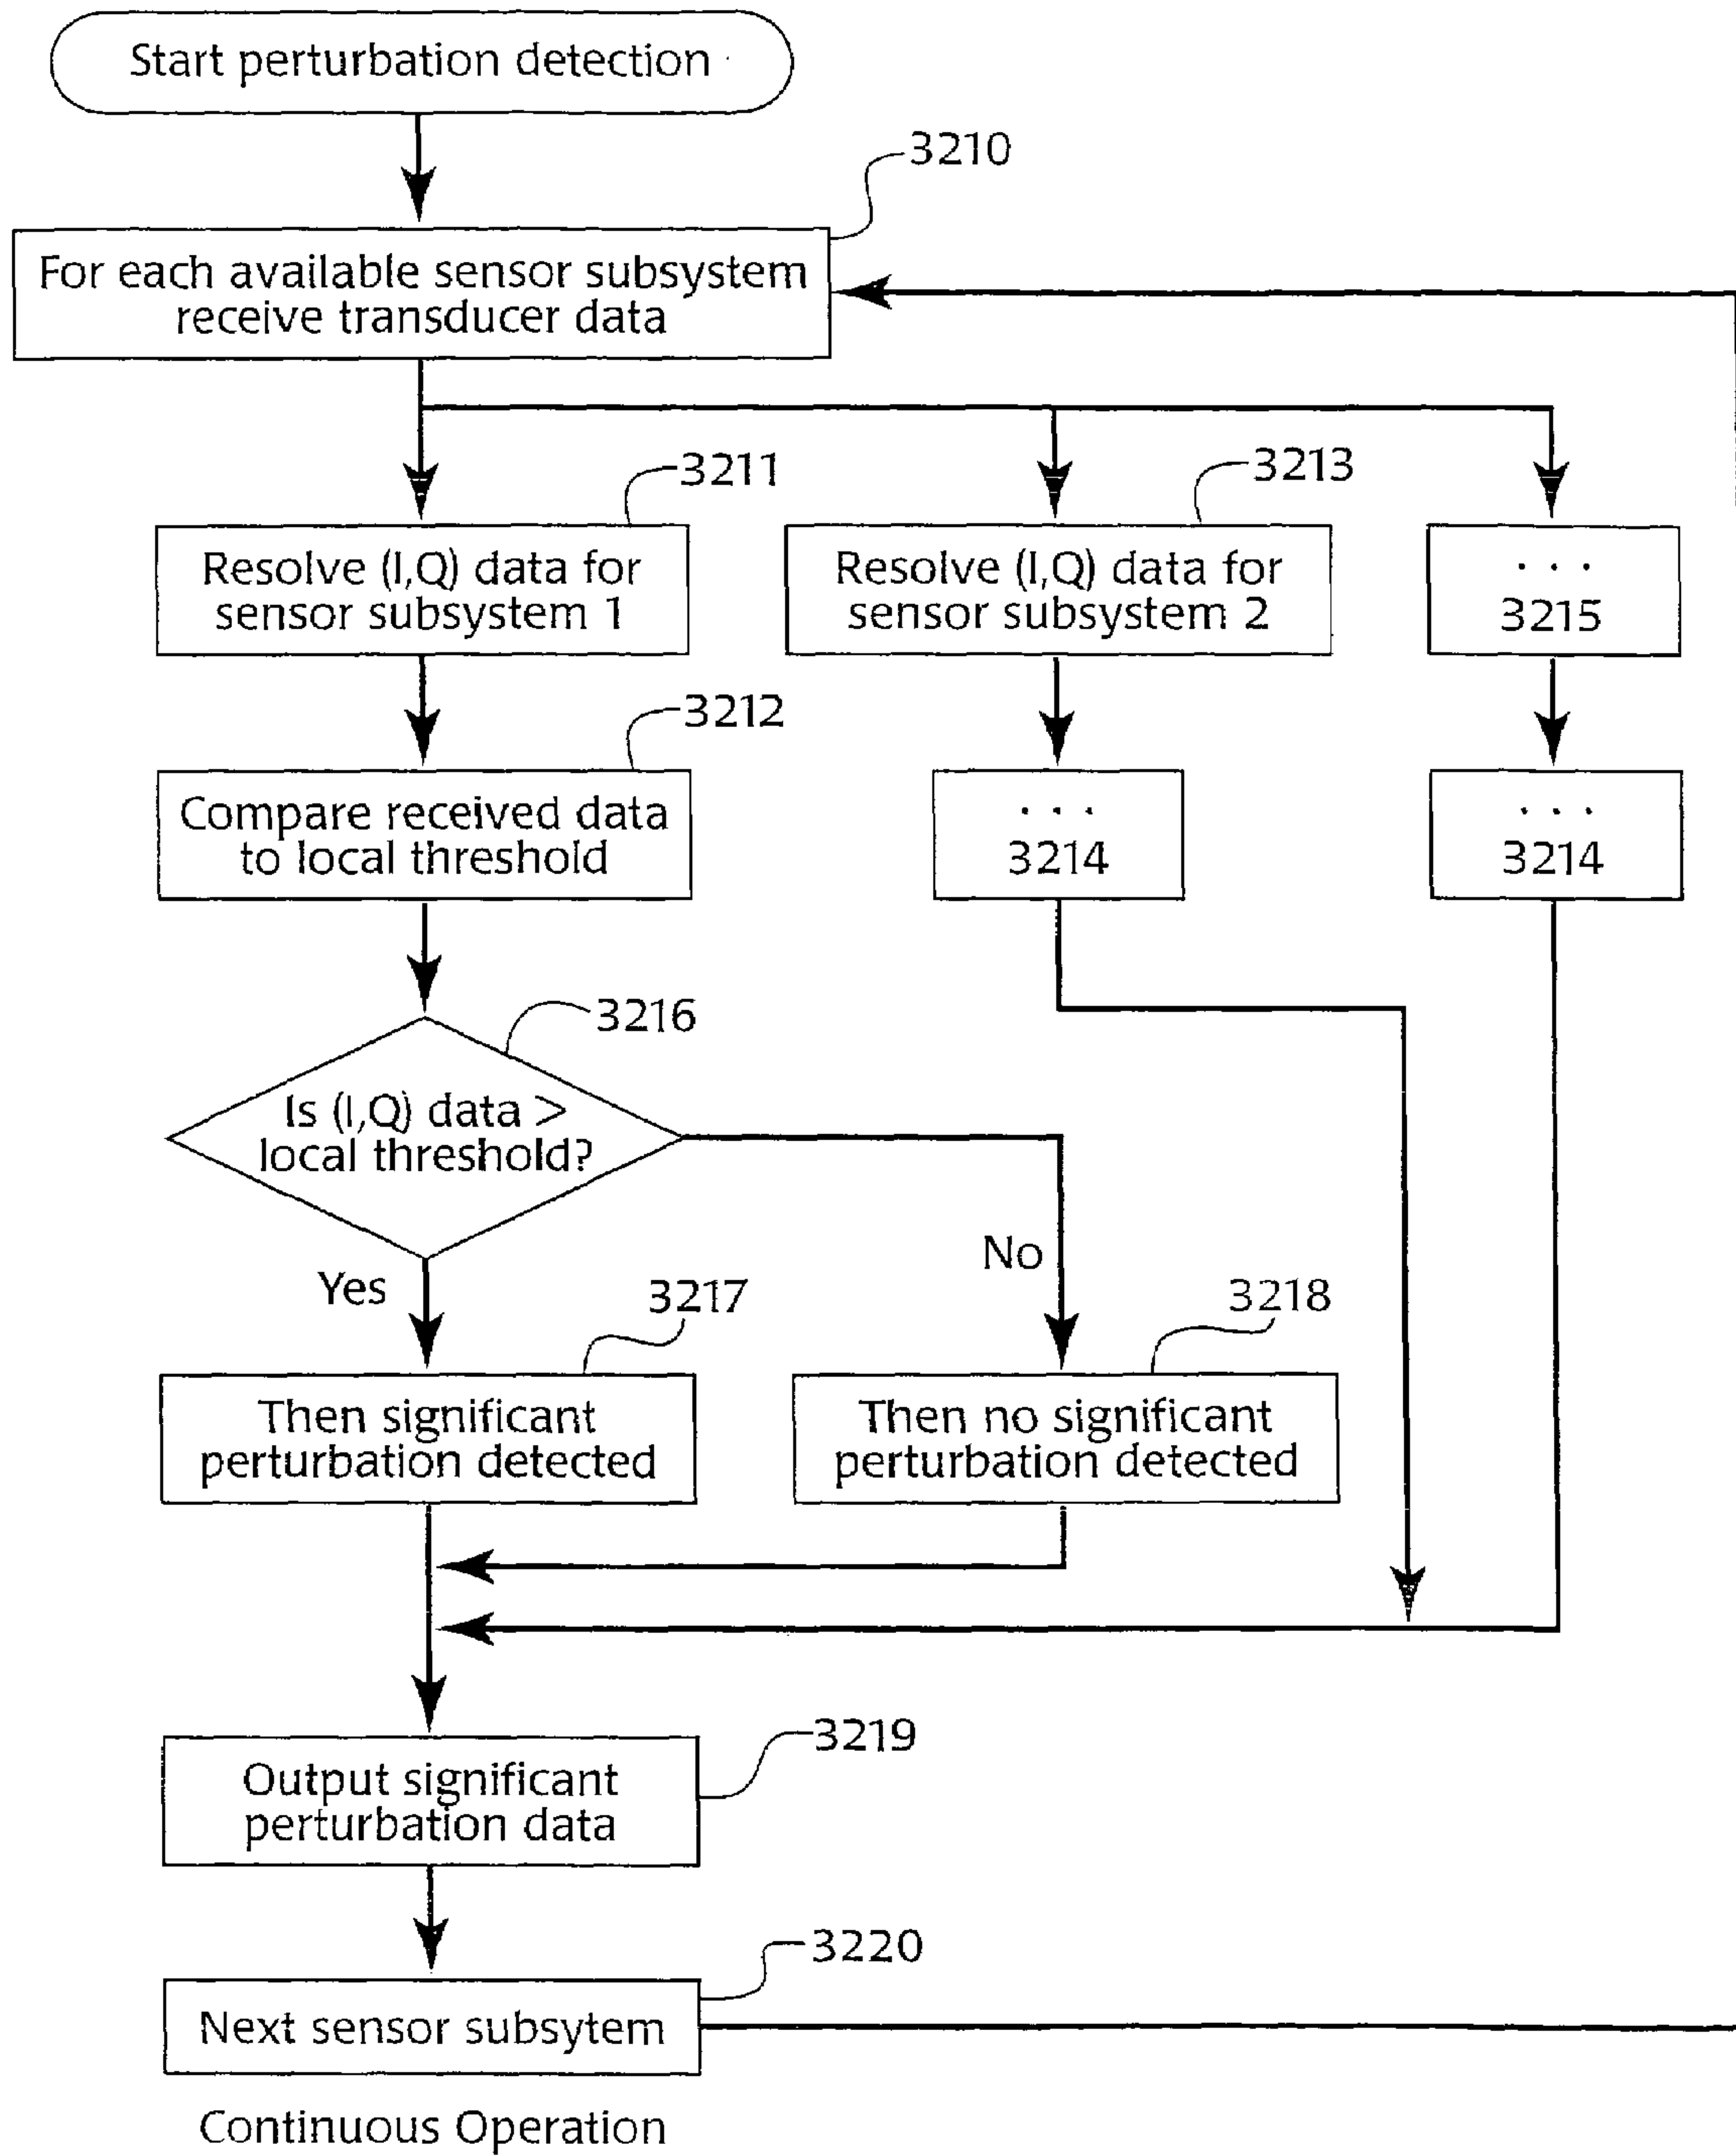 Start perturbation detection
3210
For each available sensor subsystem
receive transducer data
3211
3213
Resolve (I,Q) data for
sensor subsystem 1
Resolve (I,Q) data for
sensor subsystem 2
. . .
3215
3212
Compare received data
to local threshold
. . .
3214
. . .
3214
3216
Is (I,Q) data >
local threshold?
Yes
No
3217
3218
Then significant
perturbation detected
Then no significant
perturbation detected
3219
Output significant
perturbation data
3220
Next sensor subsytem
Continuous Operation